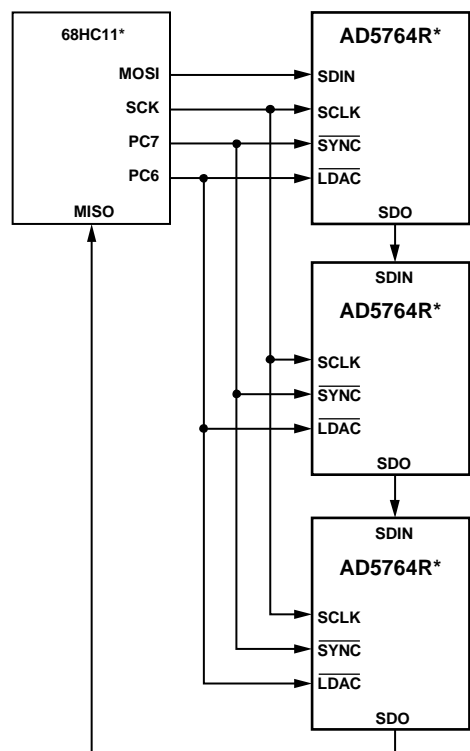 68HC11*
MOSI
SCK
PC7
PC6
MISO
AD5764R*
SDIN
SCLK
SYNC
LDAC
SDO
SDIN
AD5764R*
SCLK
SYNC
LDAC
SDO
SDIN
AD5764R*
SCLK
SYNC
LDAC
SDO